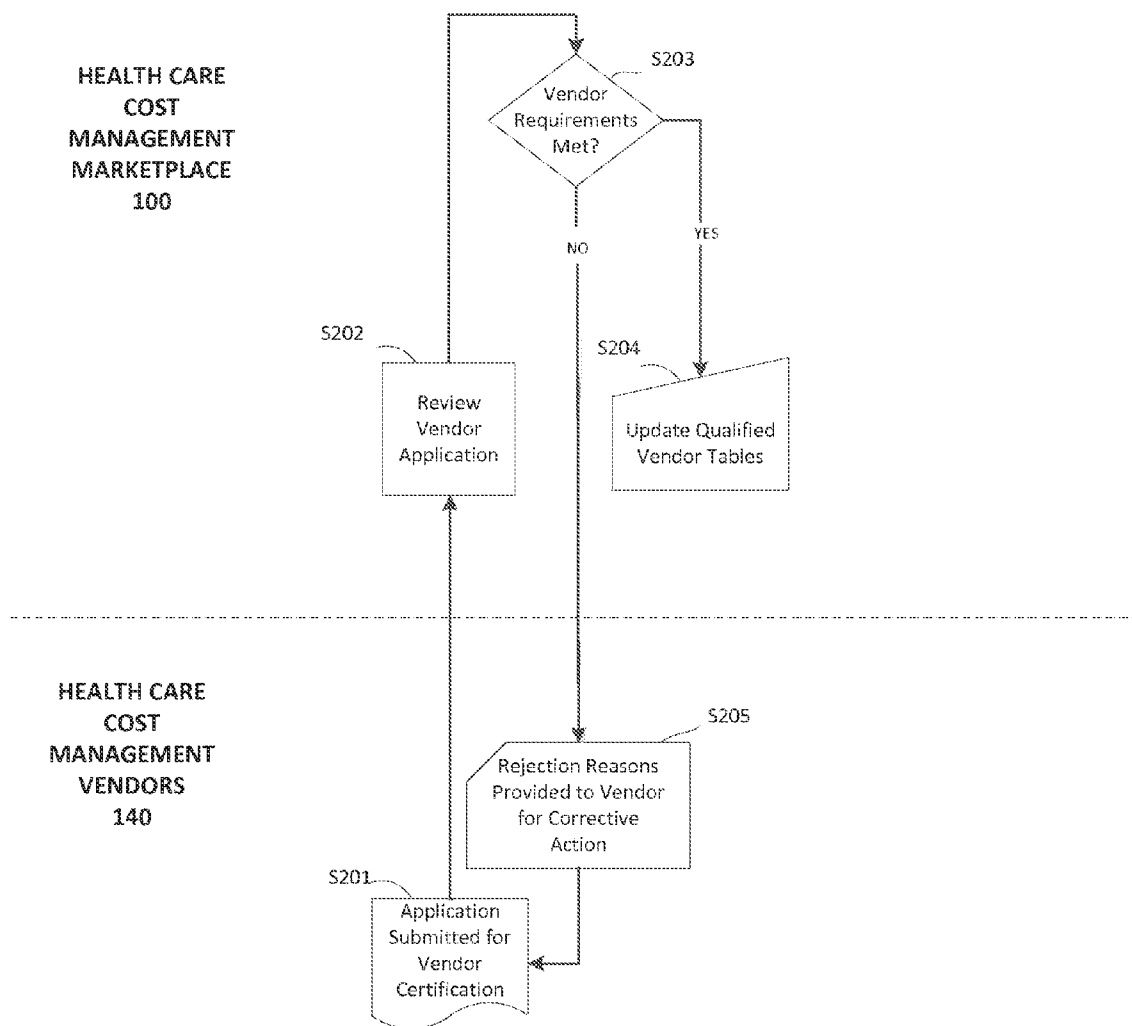 HEALTH CARE
COST
MANAGEMENT
MARKETPLACE
100
S203
Vendor
Requirements
Met?
NO
YES
S202
Review
Vendor
Application
S204
Update Qualified
Vendor Tables
HEALTH CARE
COST
MANAGEMENT
VENDORS
140
S205
Rejection Reasons
Provided to Vendor
for Corrective
Action
S201
Application
Submitted for
Vendor
Certification